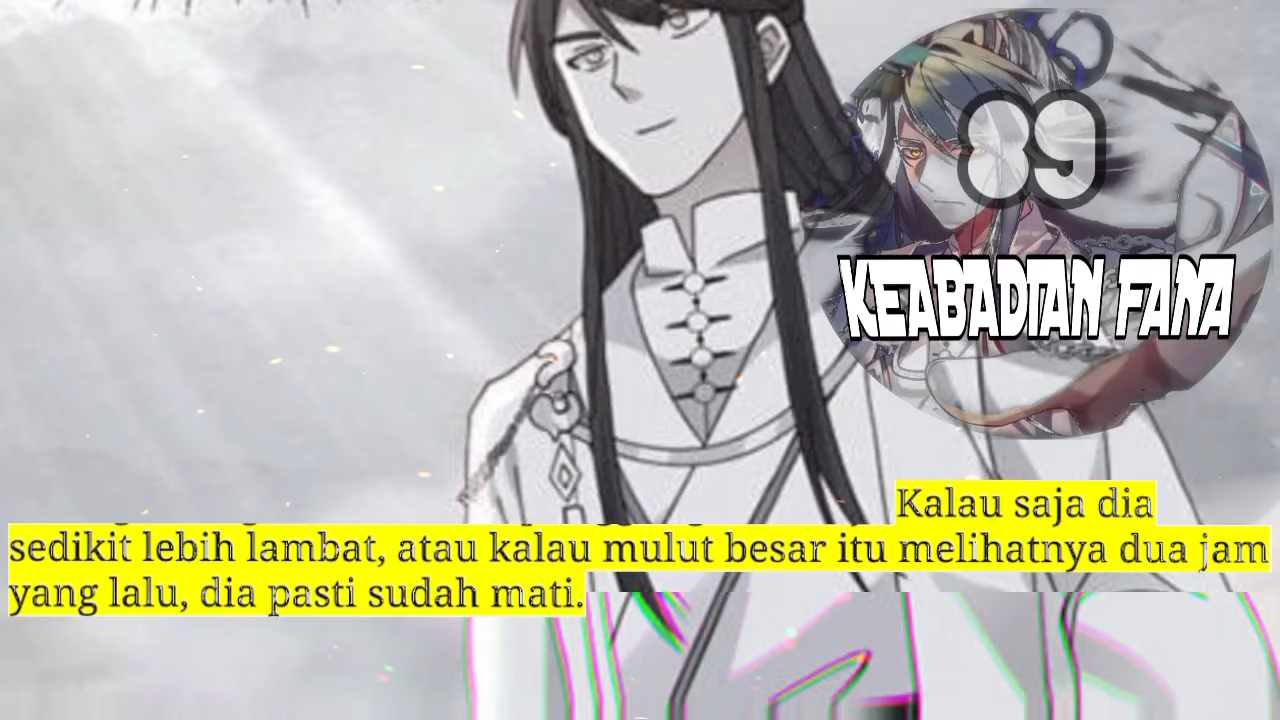 89
KEABADIAN FANA
Kalau saja dia
sedikit lebih lambat, atau kalau mulut besar itu melihatnya dua jam
yang lalu, dia pasti sudah mati.